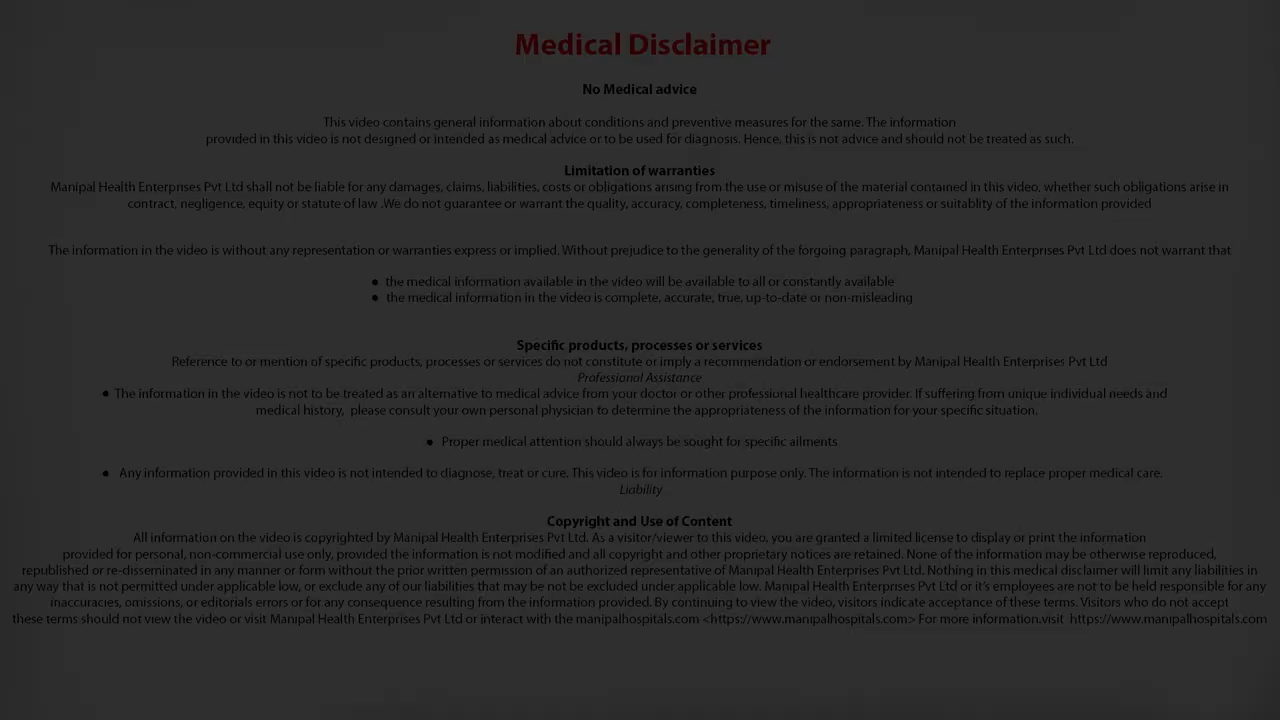 Medical Disclaimer
No Medical advice
This video contains general information about conditions and preventive measures for the same. The information
provided in this video is not designed or intended as medical advice or to be used for diagnosis. Hence, this is not advice and should not be treated as such.
Limitation of warranties
Manipal Health Enterprises Pvt Ltd shall not be liable for any damages, claims, liabilities, costs or obligations arising from the use or misuse of the material contained in this video, whether such obligations arise in
contract, negligence, equity or statute of law .We do not guarantee or warrant the quality, accuracy, completeness, timeliness, appropriateness or suitablity of the information provided
The information in the video is without any representation or warranties express or implied. Without prejudice to the generality of the forgoing paragraph, Manipal Health Enterprises Pvt Ltd does not warrant that
● the medical information available in the video will be available to all or constantly available
● the medical information in the video is complete, accurate, true, up-to-date or non-misleading
Specific products, processes or services
Reference to or mention of specific products, processes or services do not constitute or imply a recommendation or endorsement by Manipal Health Enterprises Pvt Ltd
Professional Assistance
● The information in the video is not to be treated as an alternative to medical advice from your doctor or other professional healthcare provider. If suffering from unique individual needs and
medical history, please consult your own personal physician to determine the appropriateness of the information for your specific situation.
● Proper medical attention should always be sought for specific ailments
● Any information provided in this video is not intended to diagnose, treat or cure. This video is for information purpose only. The information is not intended to replace proper medical care.
Liability
Copyright and Use of Content
All information on the video is copyrighted by Manipal Health Enterprises Pvt Ltd. As a visitor/viewer to this video, you are granted a limited license to display or print the information
provided for personal, non-commercial use only, provided the information is not modified and all copyright and other proprietary notices are retained. None of the information may be otherwise reproduced,
republished or re-disseminated in any manner or form without the prior written permission of an authorized representative of Manipal Health Enterprises Pvt Ltd. Nothing in this medical disclaimer will limit any liabilities in
any way that is not permitted under applicable low, or exclude any of our liabilities that may be not be excluded under applicable low. Manipal Health Enterprises Pvt Ltd or it's employees are not to be held responsible for any
inaccuracies, omissions, or editorials errors or for any consequence resulting from the information provided. By continuing to view the video, visitors indicate acceptance of these terms. Visitors who do not accept
these terms should not view the video or visit Manipal Health Enterprises Pvt Ltd or interact with the manipalhospitals.com <https://www.manipalhospitals.com> For more information.visit https://www.manipalhospitals.com